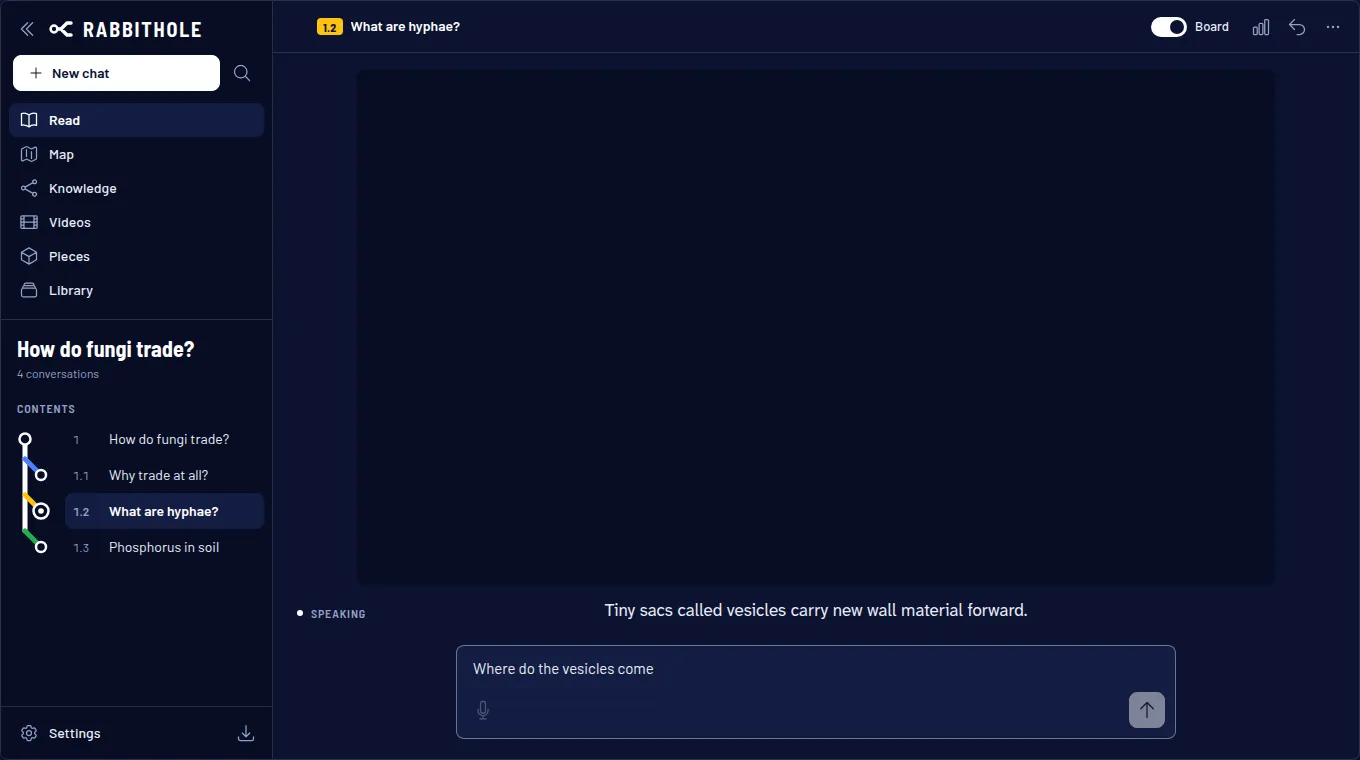 RABBITHOLE
New chat
Read
Map
Knowledge
Videos
Pieces
Library
How do fungi trade?
4 conversations
CONTENTS
1 How do fungi trade?
1.1 Why trade at all?
1.2 What are hyphae?
1.3 Phosphorus in soil
Settings
1.2 What are hyphae?
Board
SPEAKING
Tiny sacs called vesicles carry new wall material forward.
Where do the vesicles come